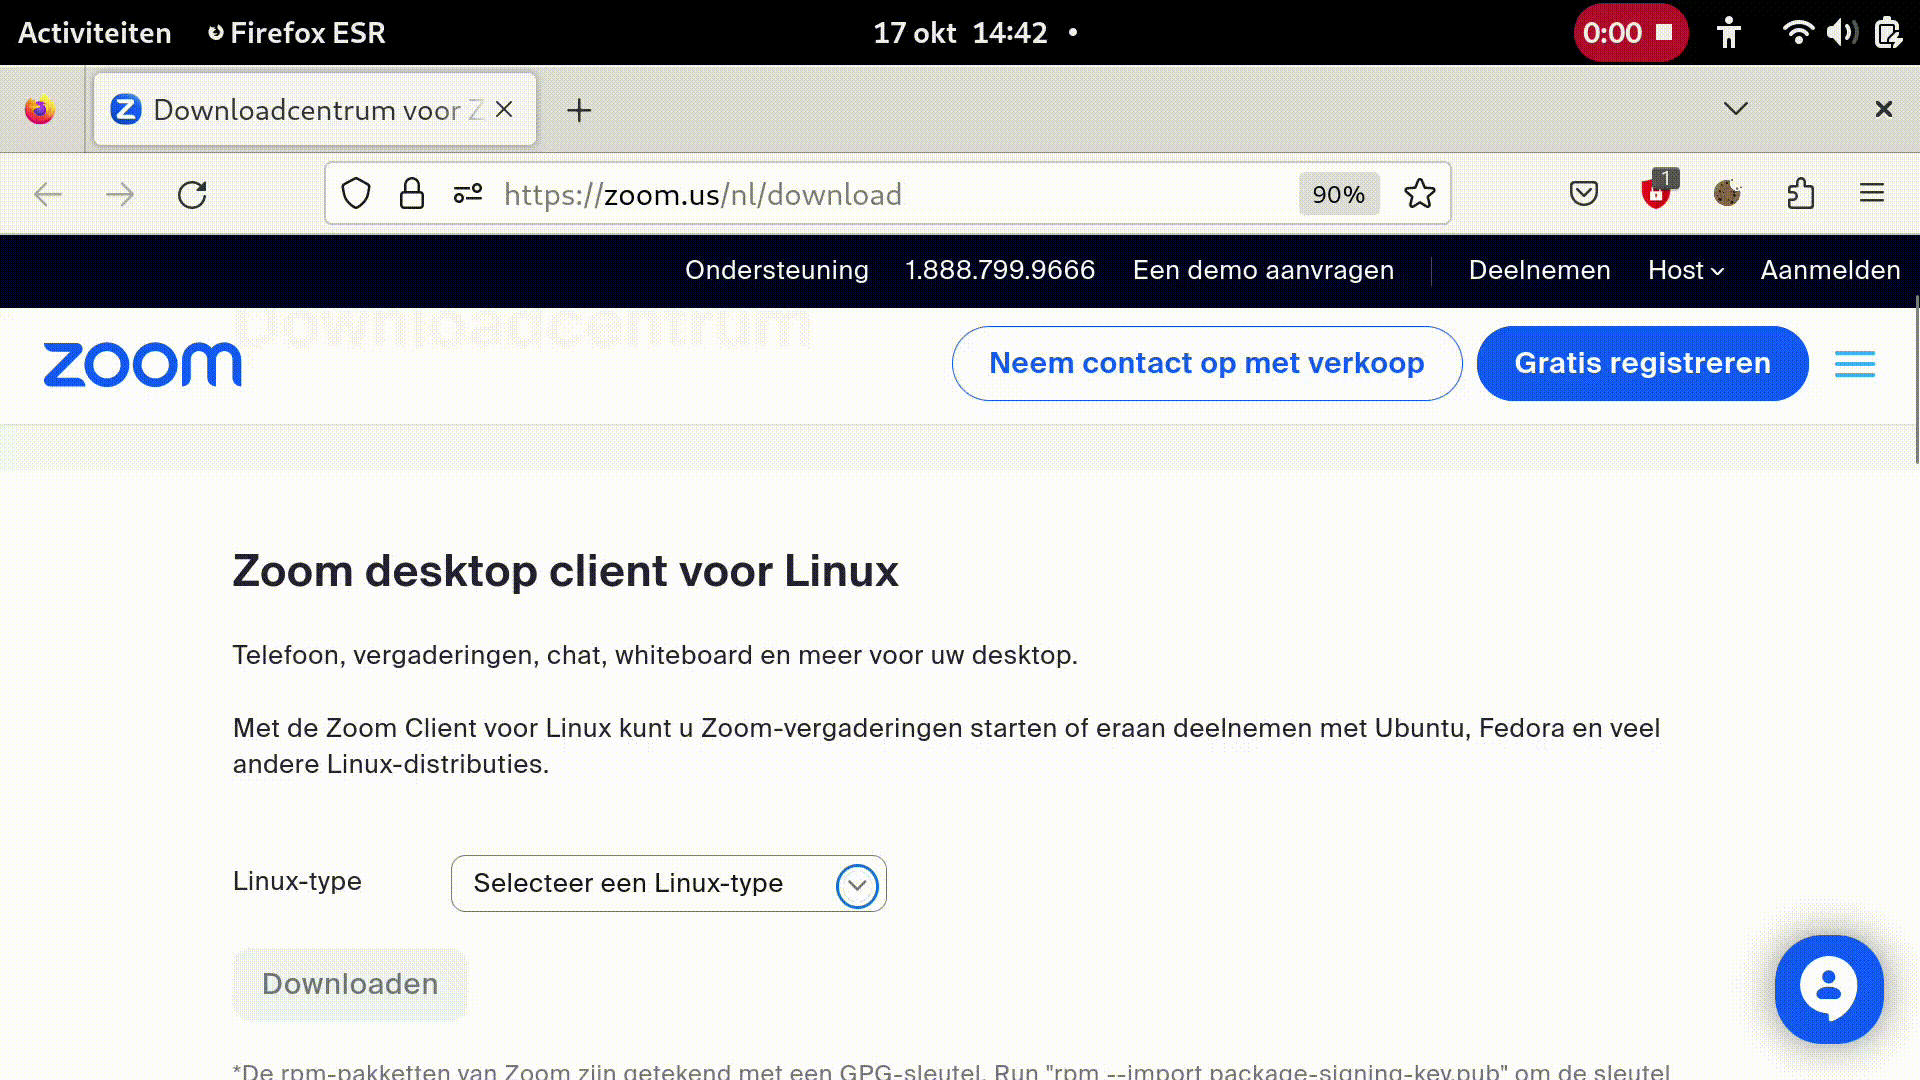 Activiteiten
Firefox ESR
17 okt 14:42
0:00
Downloadcentrum voor Z
https://zoom.us/nl/download
90%
1
Ondersteuning
1.888.799.9666
Een demo aanvragen
Deelnemen
Host
Aanmelden
Downloadcentrum
zoom
Neem contact op met verkoop
Gratis registreren
Zoom desktop client voor Linux
Telefoon, vergaderingen, chat, whiteboard en meer voor uw desktop.
Met de Zoom Client voor Linux kunt u Zoom-vergaderingen starten of eraan deelnemen met Ubuntu, Fedora en veel
andere Linux-distributies.
Linux-type
Selecteer een Linux-type
Downloaden
*De rpm-pakketten van Zoom zijn getekend met een GPG-sleutel. Run "rpm --import package-signing-key.pub" om de sleutel